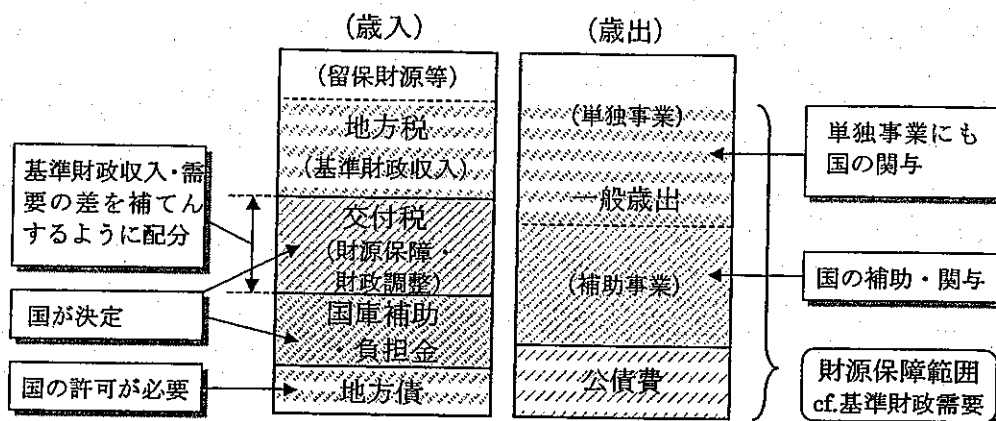 (歳入)
(歳出)
(留保財源等)
地方税
(基準財政収入)
交付税
(財源保障・
財政調整)
国庫補助
負担金
地方債
(単独事業)
一般歳出
(補助事業)
公債費
基準財政収入・需
要の差を補てん
するように配分
国が決定
国の許可が必要
単独事業にも
国の関与
国の補助・関与
財源保障範囲
cf.基準財政需要